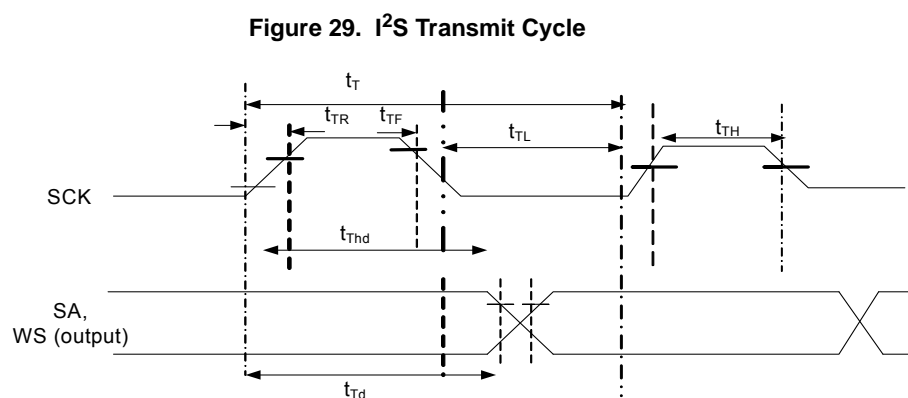 Figure 29. I²S Transmit Cycle
tT
tTR
tTF
tTL
tTH
SCK
tThd
SA,
WS (output)
tTd